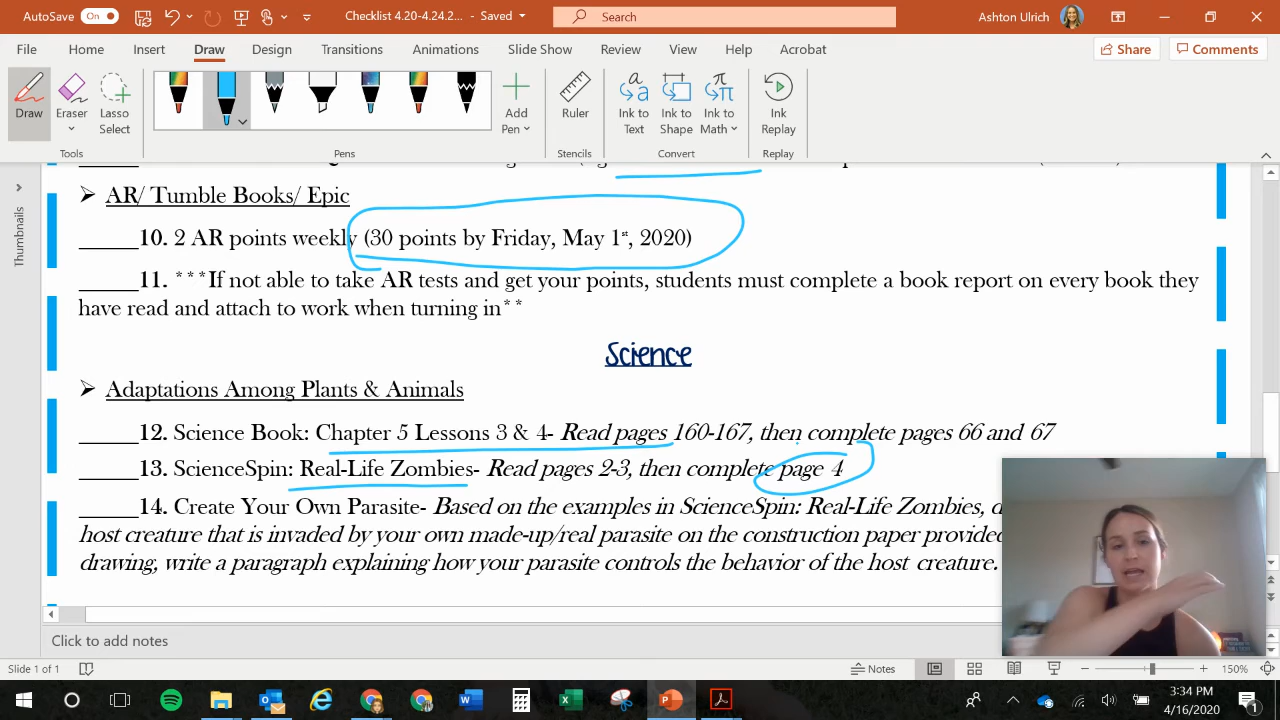 AutoSave On Checklist 4.20-4.24.2... - Saved Search Ashton Ulrich
File Home Insert Draw Design Transitions Animations Slide Show Review View Help Acrobat Share Comments
Draw Eraser Lasso Select Add Pen Ruler Ink to Text Ink to Shape Ink to Math Ink Replay
Tools Pens Stencils Convert Replay
Thumbnails
➢ AR/ Tumble Books/ Epic
_____10. 2 AR points weekly (30 points by Friday, May 1st, 2020)
_____11. ***If not able to take AR tests and get your points, students must complete a book report on every book they
have read and attach to work when turning in**
Science
➢ Adaptations Among Plants & Animals
_____12. Science Book: Chapter 5 Lessons 3 & 4- Read pages 160-167, then complete pages 66 and 67
_____13. ScienceSpin: Real-Life Zombies- Read pages 2-3, then complete page 4
_____14. Create Your Own Parasite- Based on the examples in ScienceSpin: Real-Life Zombies,
host creature that is invaded by your own made-up/real parasite on the construction paper provided
drawing, write a paragraph explaining how your parasite controls the behavior of the host creature.
Click to add notes
Slide 1 of 1 Notes 150%
3:34 PM
4/16/2020